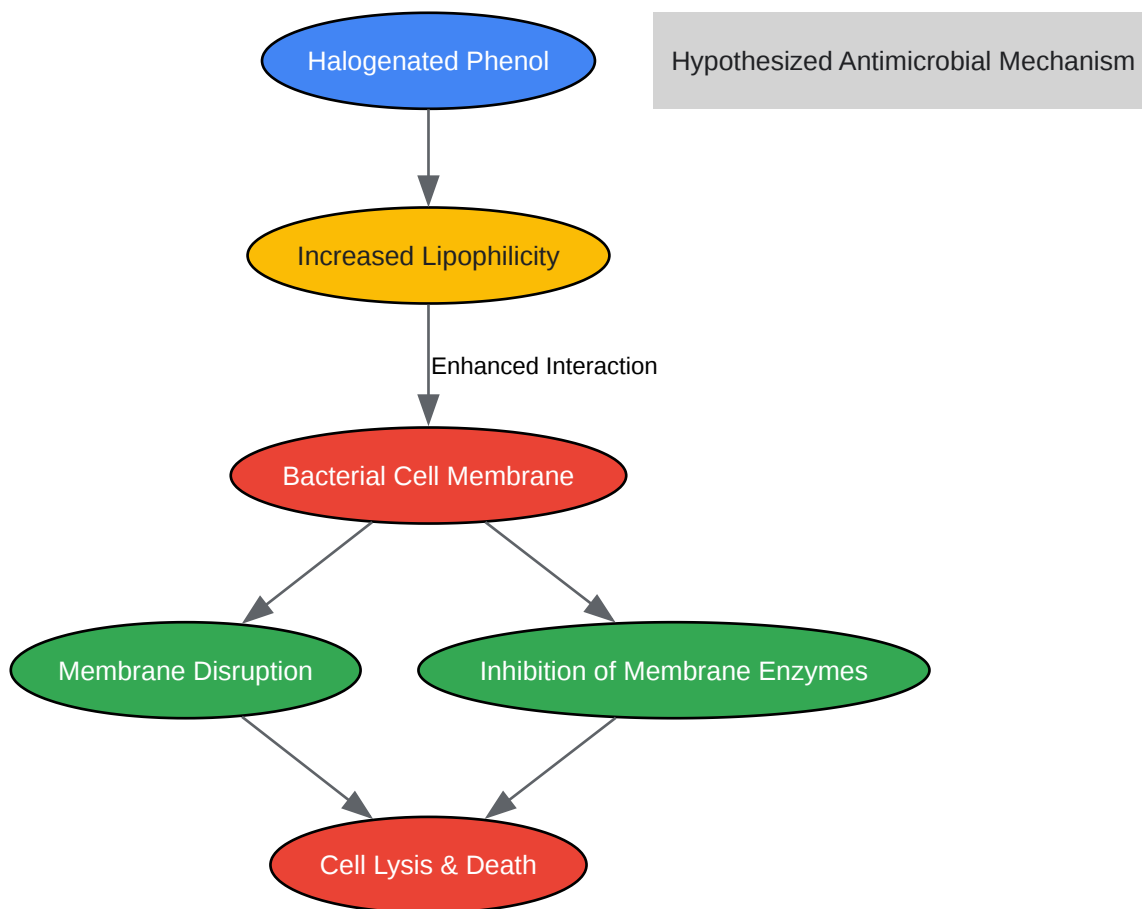 Halogenated Phenol
Hypothesized Antimicrobial Mechanism
Increased Lipophilicity
Enhanced Interaction
Bacterial Cell Membrane
Membrane Disruption
Inhibition of Membrane Enzymes
Cell Lysis & Death